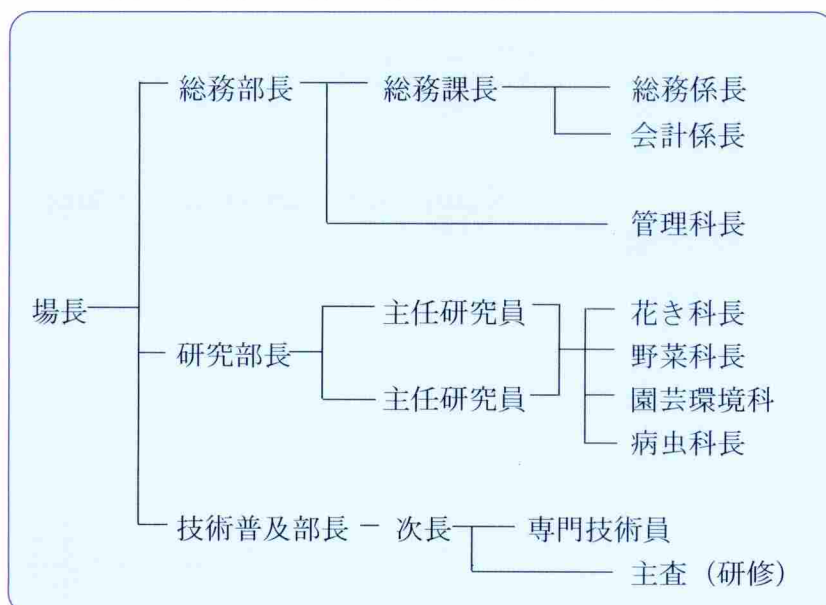 総務部長 総務課長 総務係長
会計係長
管理科長
場長
主任研究員 花き科長
研究部長 野菜科長
主任研究員 園芸環境科
病虫科長
技術普及部長 次長 専門技術員
主査（研修）